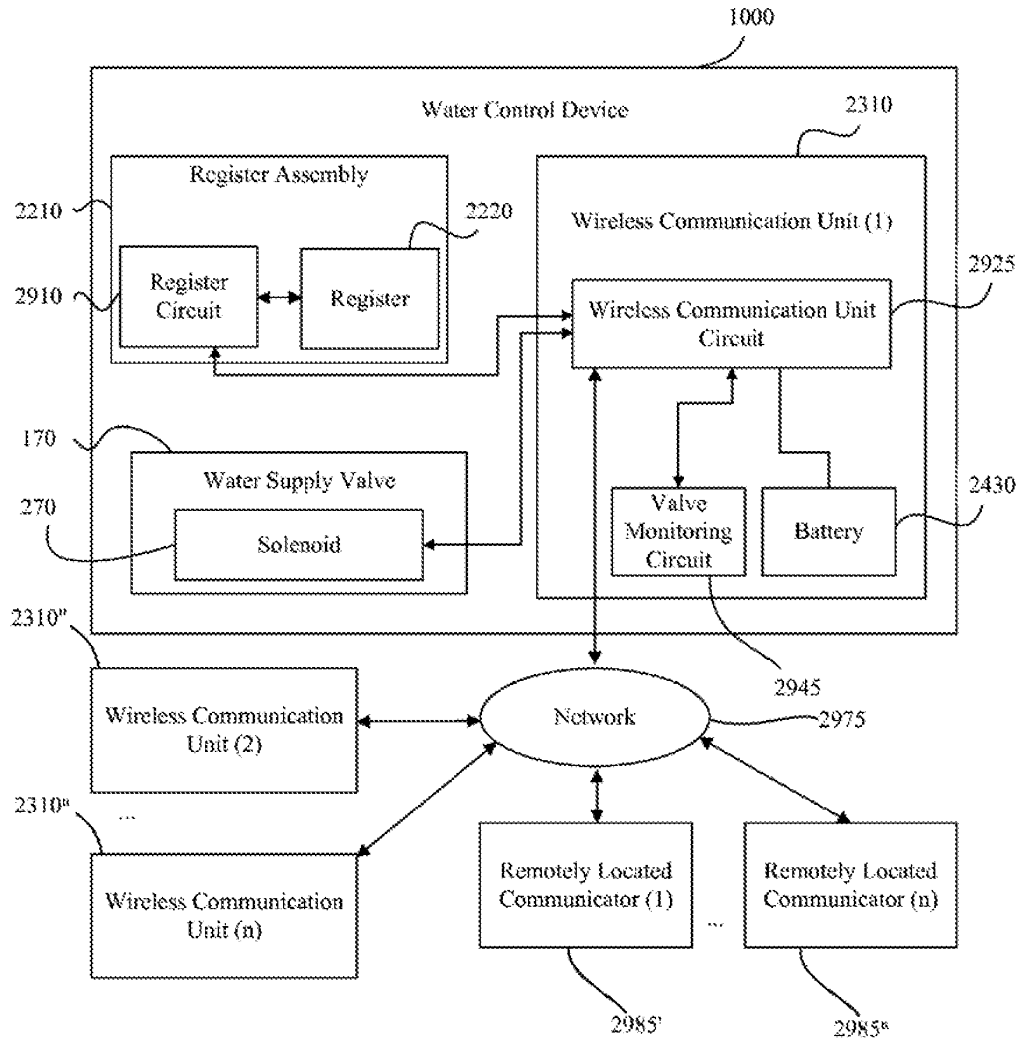 1000
Water Control Device
2310
Register Assembly
2210
2220
Wireless Communication Unit (1)
2925
2910
Register
Circuit
Register
Wireless Communication Unit
Circuit
170
Water Supply Valve
270
Solenoid
Valve
Monitoring
Circuit
Battery
2430
2310"
2945
Wireless Communication
Unit (2)
Network
2975
2310ⁿ
...
Wireless Communication
Unit (n)
Remotely Located
Communicator (1)
...
Remotely Located
Communicator (n)
2985'
2985ⁿ